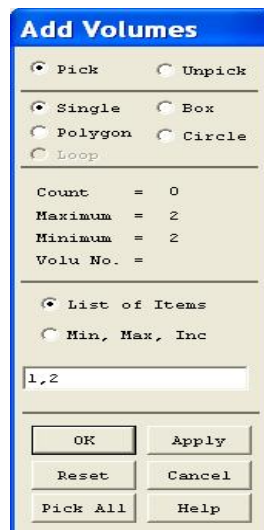 Add Volumes
Pick Unpick
Single Box
Polygon Circle
Loop
Count = 0
Maximum = 2
Minimum = 2
Volu No. =
List of Items
Min, Max, Inc
1,2
OK Apply
Reset Cancel
Pick All Help